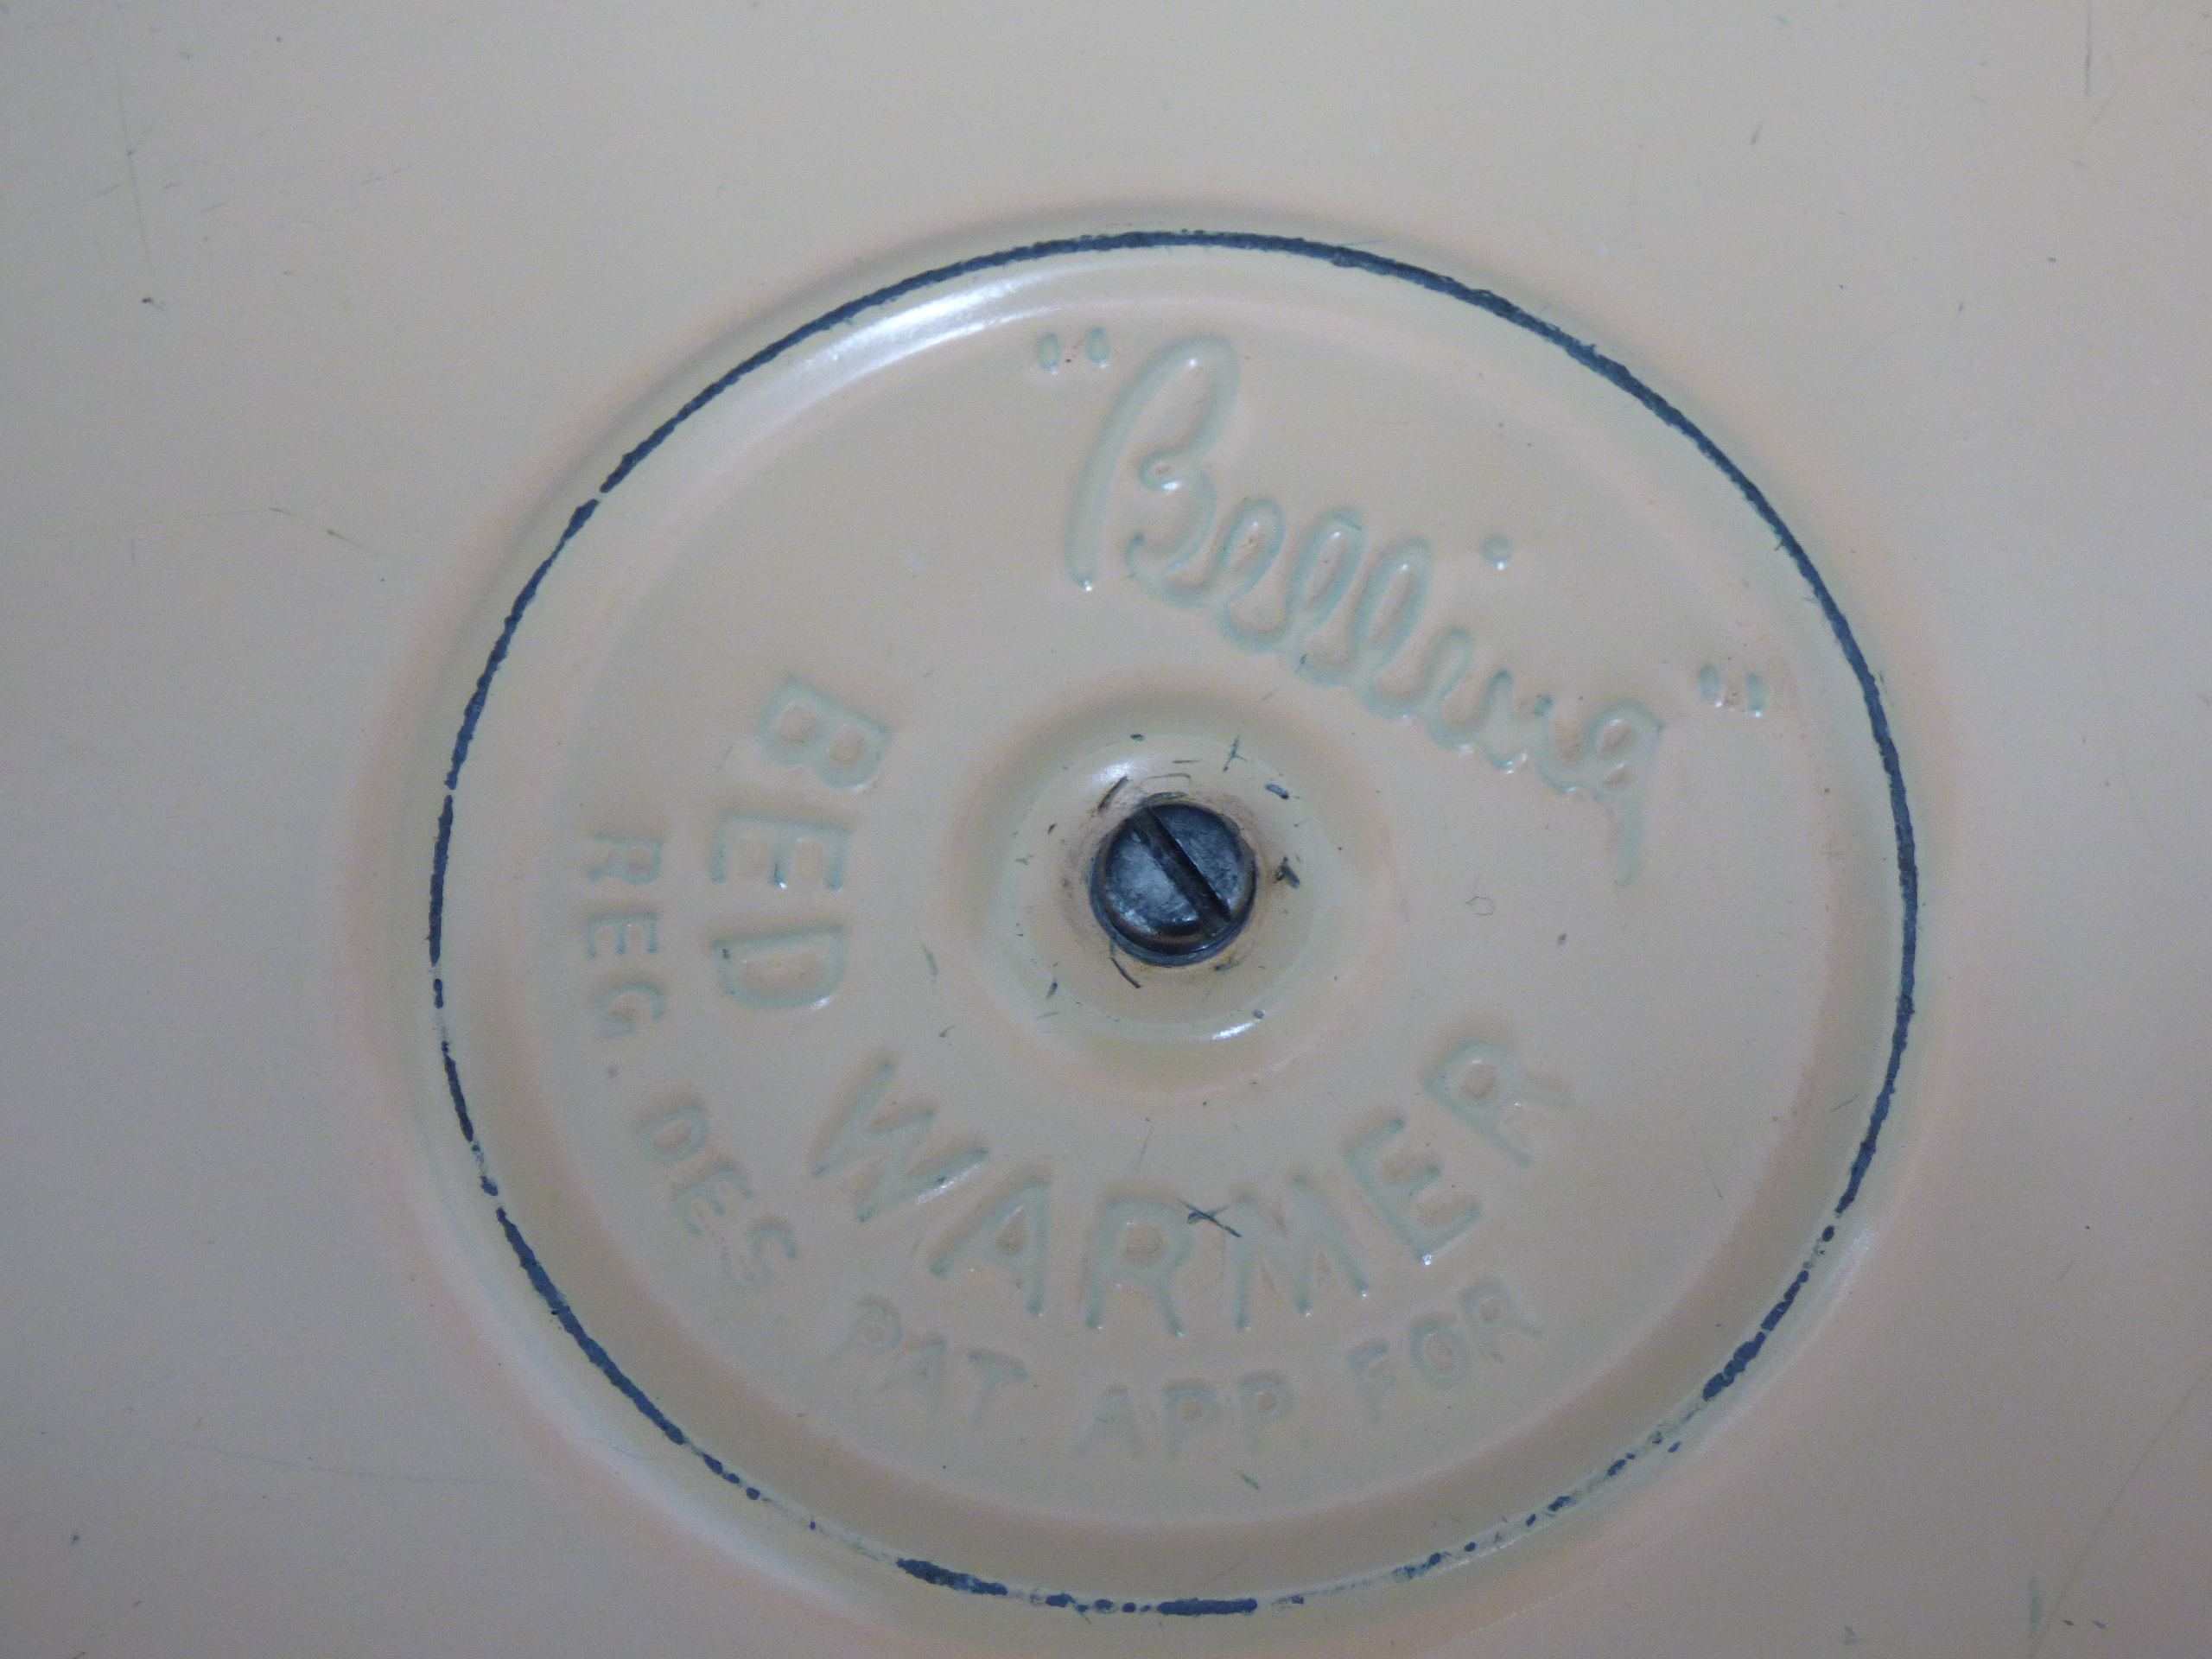 "Belling"
BED WARMER
REG. DES PAT APP. FOR